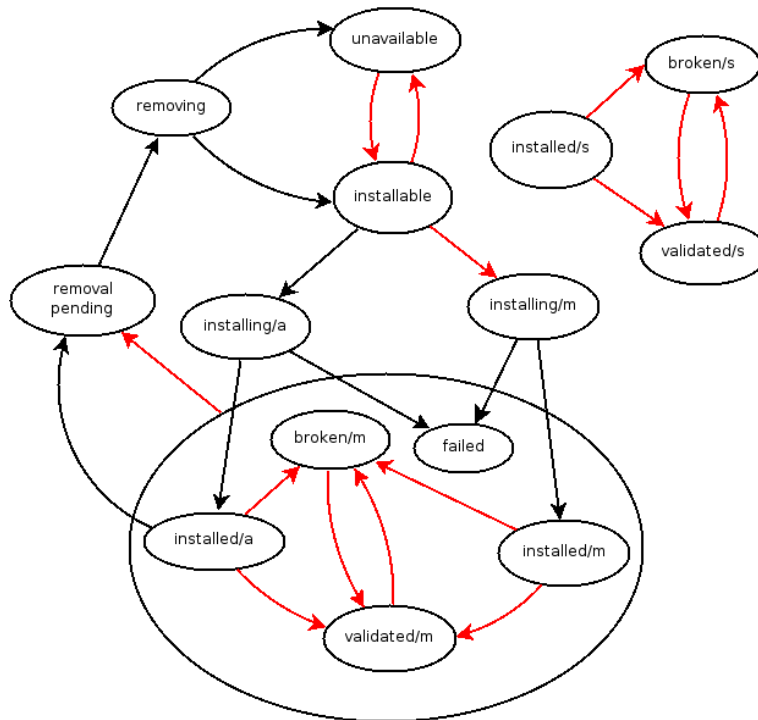 unavailable
broken/s
removing
installed/s
installable
validated/s
removal
pending
installing/m
installing/a
broken/m
failed
installed/a
installed/m
validated/m